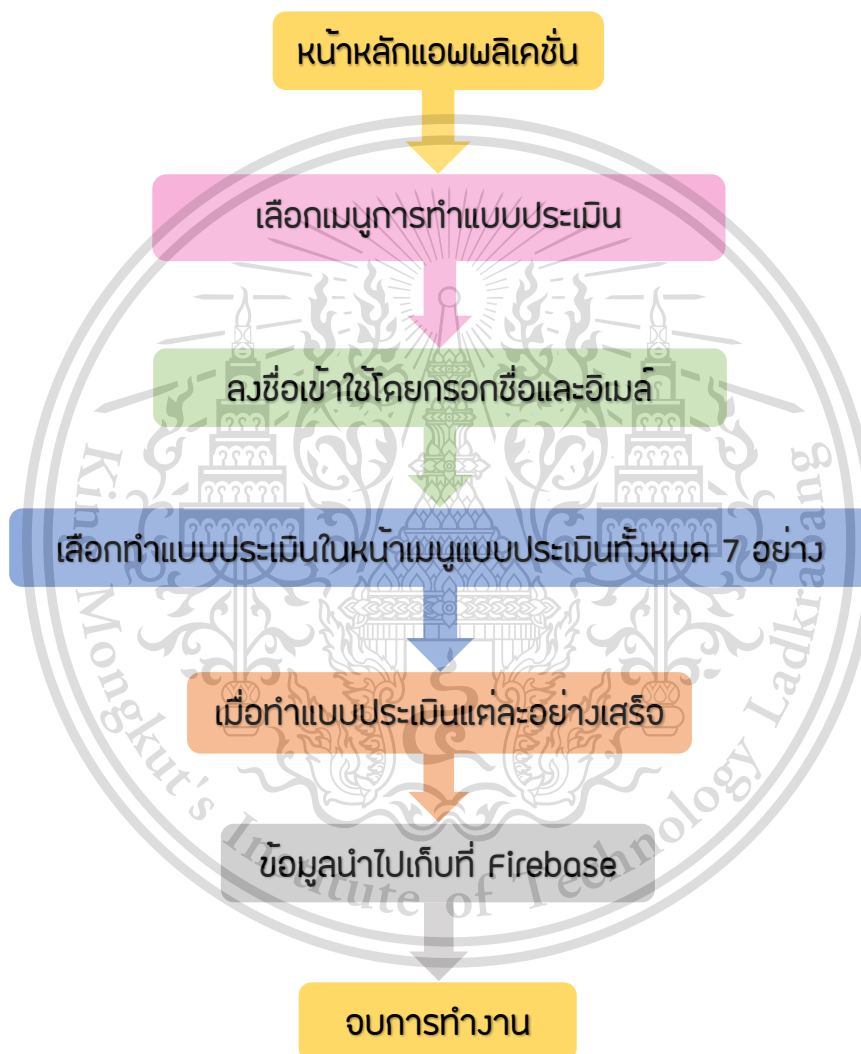 หน้าหลักแอพพลิเคชั่น
เลือกเมนูการทำแบบประเมิน
ลงชื่อเข้าใช้โดยกรอกชื่อและอีเมล์
เลือกทำแบบประเมินในหน้าเมนูแบบประเมินทั้งหมด 7 อย่าง
เมื่อทำแบบประเมินแต่ละอย่างเสร็จ
ข้อมูลนำไปเก็บที่ Firebase
จบการทำงาน
King Mongkut's Institute of Technology Ladkrabang